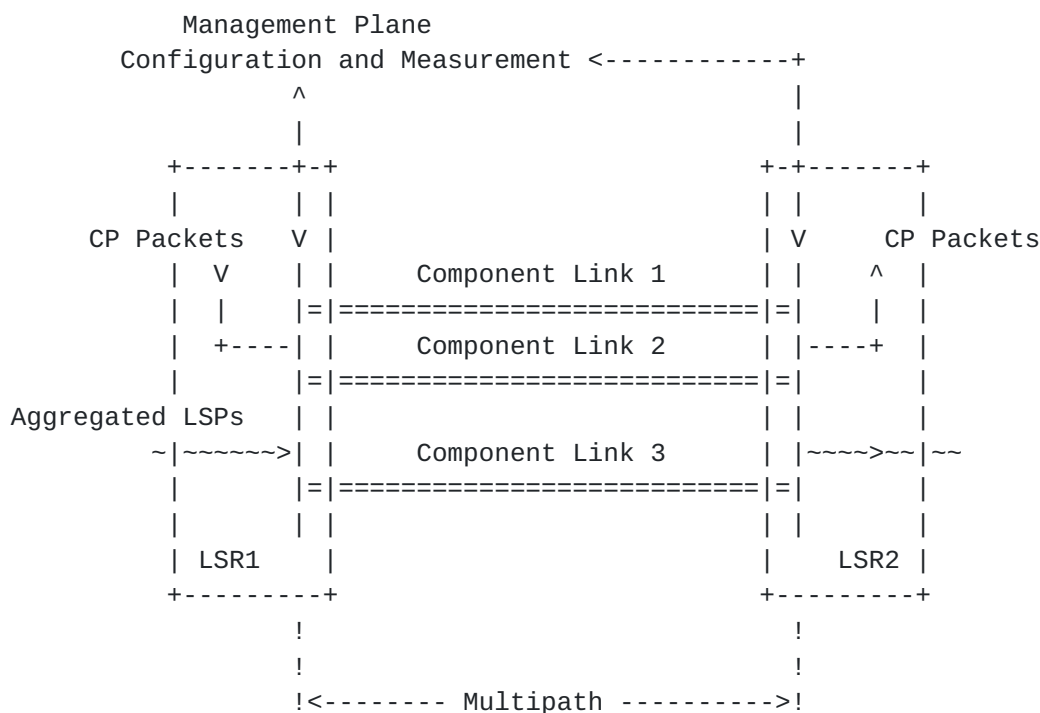 Management Plane
Configuration and Measurement <------------+
^ |
| |
+-------+-+ +-+-------+
| | | | | |
CP Packets V | | V CP Packets
| V | | Component Link 1 | | ^ |
| | |=|===========================|=| | |
| +----| | Component Link 2 | |----+ |
| |=|===========================|=| |
Aggregated LSPs | | | | |
~|~~~~~~>| | Component Link 3 | |~~~~>~~|~~
| |=|===========================|=| |
| | | | | |
| LSR1 | | LSR2 |
+---------+ +---------+
! !
! !
!<-------- Multipath ---------->!